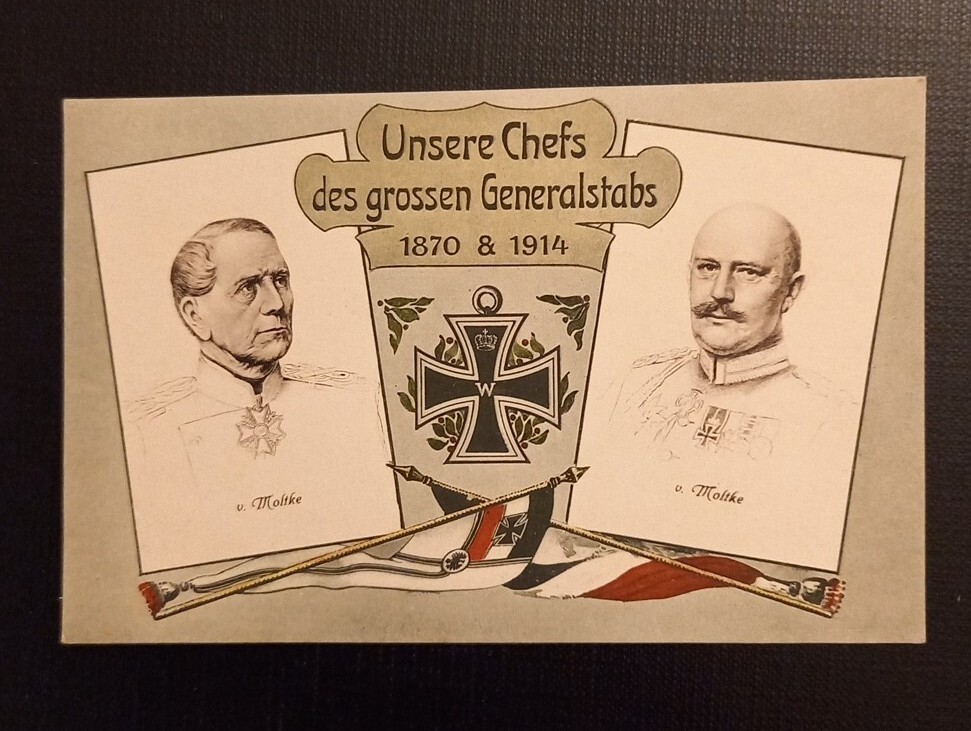 Unsere Chefs
des grossen Generalstabs
1870 & 1914
W
v. Moltke
v. Moltke